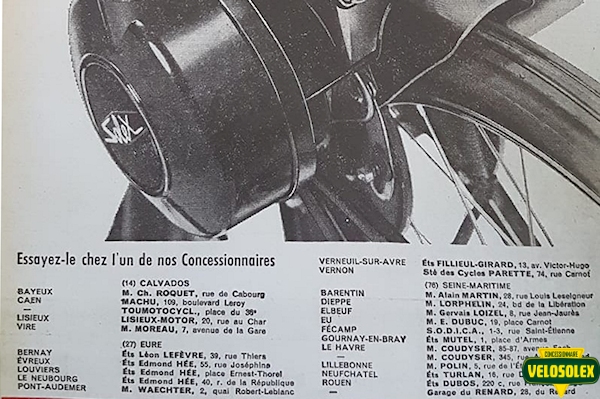 Solex
Essayez-le chez l'un de nos Concessionnaires
(14) CALVADOS
BAYEUX M. Ch. ROQUET, rue de Cabourg
CAEN MACHU, 109, boulevard Leroy
— TOUMOTOCYCL., place du 36e
LISIEUX LISIEUX-MOTOR, 20, rue au Char
VIRE M. MOREAU, 7, avenue de la Gare
(27) EURE
BERNAY Éts Léon LEFÈVRE, 39, rue Thiers
ÉVREUX Éts Edmond HÉE, 55, rue Joséphine
LOUVIERS Éts Edmond HÉE, place Ernest-Thorel
LE NEUBOURG Éts Edmond HÉE, 40, r. de la République
PONT-AUDEMER M. WAECHTER, 2, quai Robert-Leblanc
VERNEUIL-SUR-AVRE Éts FILLIEUL-GIRARD, 13, av. Victor-Hugo
VERNON Sté des Cycles PARETTE, 74, rue Carnot
(76) SEINE-MARITIME
BARENTIN M. Alain MARTIN, 28, rue Louis Leseigneur
DIEPPE M. LORPHELIN, 24, bd de la Libération
ELBEUF M. Gervais LOIZEL, 8, rue Jean-Jaurès
EU M. E. DUBUC, 19, place Carnot
FÉCAMP S.O.D.I.C.A., 1-3, rue Saint-Étienne
GOURNAY-EN-BRAY Éts MUTEL, 1, place d'Armes
LE HAVRE M. COUDYSER, 85-87, avenue
— M. COUDYSER, 345, rue
LILLEBONNE M. POLIN, 5, rue de l'
NEUFCHATEL Éts TURLAN, 18, rue
ROUEN Éts DUBOS, 220 c, rue
— Garage du RENARD, 28, rue du Renard
CONCESSIONNAIRE
VELOSOLEX